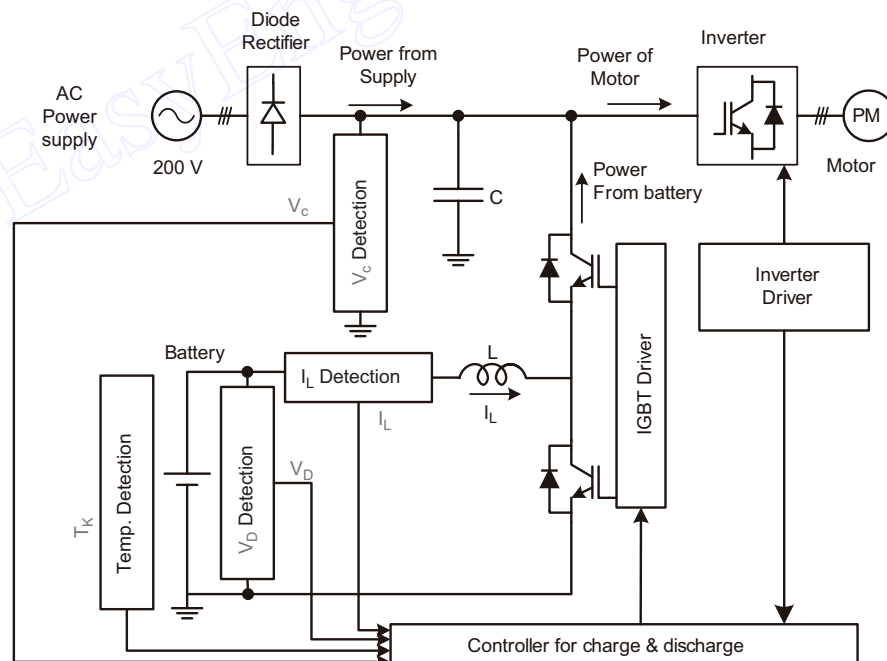 Diode
Rectifier
Power from
Supply
Power of
Motor
Inverter
AC
Power
supply
200 V
PM
Motor
Power
From battery
C
V_c
V_c Detection
Inverter
Driver
Battery
I_L Detection
L
I_L
I_L
IGBT Driver
Temp. Detection
T_K
V_D Detection
V_D
Controller for charge & discharge